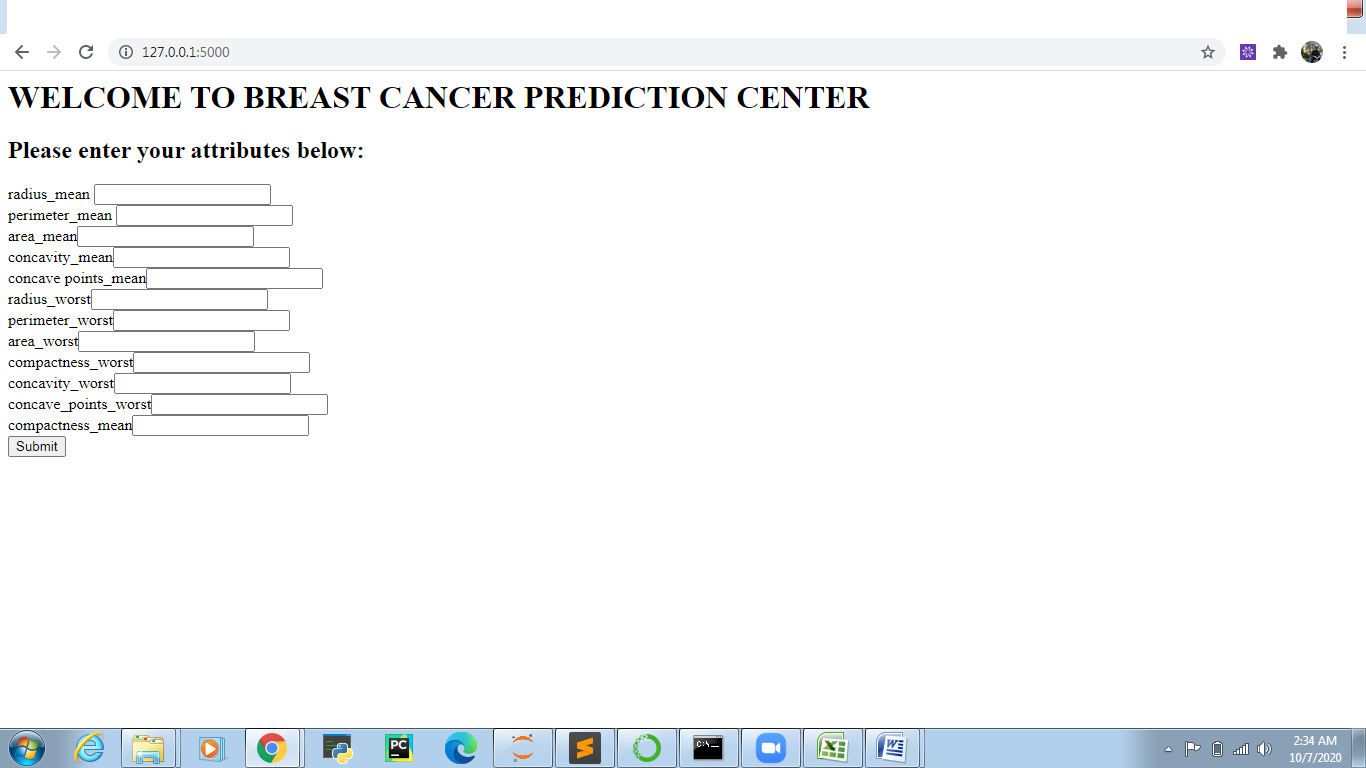 127.0.0.1:5000
WELCOME TO BREAST CANCER PREDICTION CENTER
Please enter your attributes below:
radius_mean
perimeter_mean
area_mean
concavity_mean
concave points_mean
radius_worst
perimeter_worst
area_worst
compactness_worst
concavity_worst
concave_points_worst
compactness_mean
Submit
PC
C:\
2:34 AM
10/7/2020